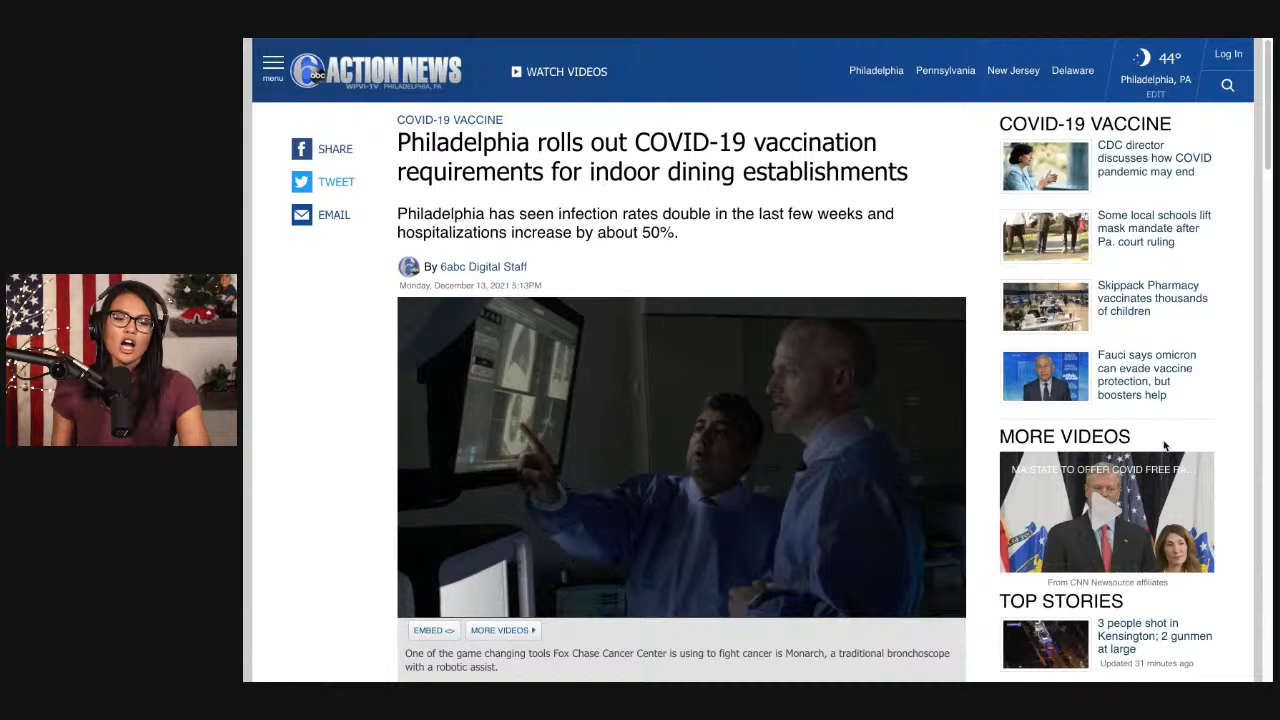 menu
6abc ACTION NEWS
WPVI-TV PHILADELPHIA, PA.
WATCH VIDEOS
Philadelphia
Pennsylvania
New Jersey
Delaware
44°
Philadelphia, PA
EDIT
Log In
SHARE
TWEET
EMAIL
COVID-19 VACCINE
Philadelphia rolls out COVID-19 vaccination
requirements for indoor dining establishments
Philadelphia has seen infection rates double in the last few weeks and
hospitalizations increase by about 50%.
By 6abc Digital Staff
Monday, December 13, 2021 5:13PM
EMBED <>
MORE VIDEOS
One of the game changing tools Fox Chase Cancer Center is using to fight cancer is Monarch, a traditional bronchoscope
with a robotic assist.
COVID-19 VACCINE
CDC director
discusses how COVID
pandemic may end
Some local schools lift
mask mandate after
Pa. court ruling
Skippack Pharmacy
vaccinates thousands
of children
Fauci says omicron
can evade vaccine
protection, but
boosters help
MORE VIDEOS
MA:STATE TO OFFER COVID FREE RA...
From CNN Newsource affiliates
TOP STORIES
3 people shot in
Kensington; 2 gunmen
at large
Updated 31 minutes ago